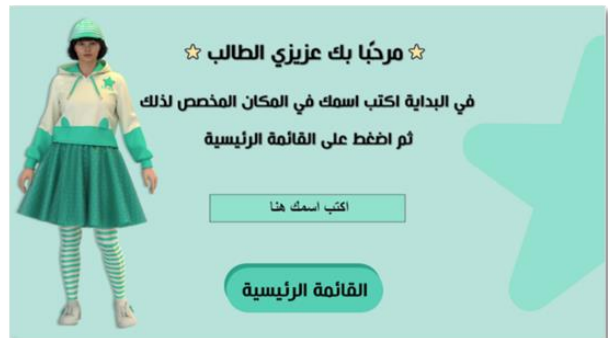 مرحبًا بك عزيزي الطالب
في البداية اكتب اسمك في المكان المخصص لذلك
ثم اضغط على القائمة الرئيسية
اكتب اسمك هنا
القائمة الرئيسية